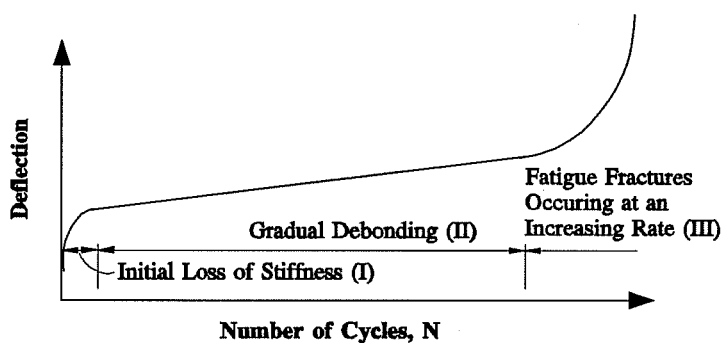 Deflection
Fatigue Fractures
Occuring at an
Increasing Rate (III)
Gradual Debonding (II)
Initial Loss of Stiffness (I)
Number of Cycles, N